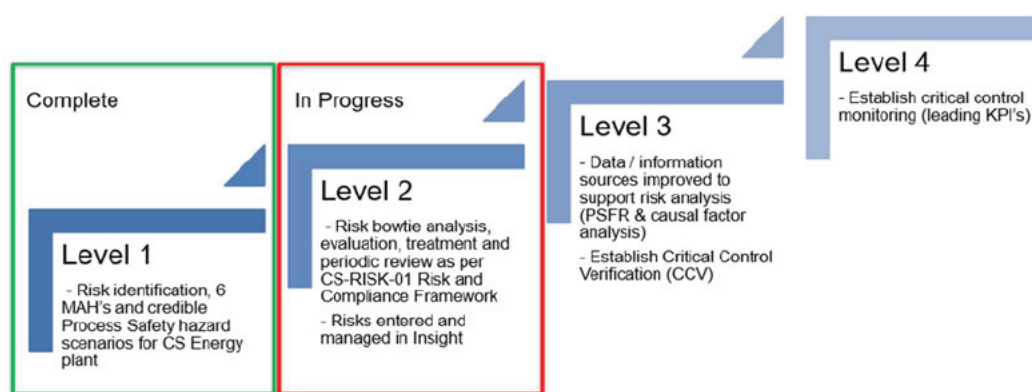 Complete
Level 1
- Risk identification, 6
MAH's and credible
Process Safety hazard
scenarios for CS Energy
plant
In Progress
Level 2
- Risk bowtie analysis,
evaluation, treatment and
periodic review as per
CS-RISK-01 Risk and
Compliance Framework
- Risks entered and
managed in Insight
Level 3
- Data / information
sources improved to
support risk analysis
(PSFR & causal factor
analysis)
- Establish Critical Control
Verification (CCV)
Level 4
- Establish critical control
monitoring (leading KPI's)